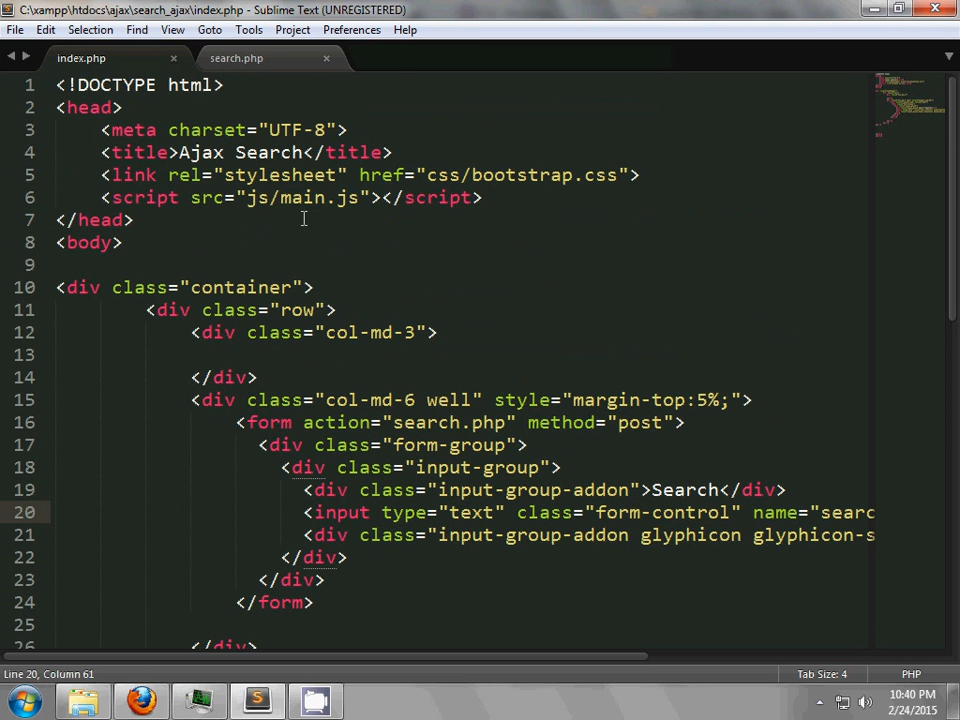 C:\xampp\htdocs\ajax\search_ajax\index.php - Sublime Text (UNREGISTERED)
File Edit Selection Find View Goto Tools Project Preferences Help
index.php × search.php ×
1 <!DOCTYPE html>
2 <head>
3 <meta charset="UTF-8">
4 <title>Ajax Search</title>
5 <link rel="stylesheet" href="css/bootstrap.css">
6 <script src="js/main.js"></script>
7 </head>
8 <body>
9
10 <div class="container">
11 <div class="row">
12 <div class="col-md-3">
13
14 </div>
15 <div class="col-md-6 well" style="margin-top:5%;">
16 <form action="search.php" method="post">
17 <div class="form-group">
18 <div class="input-group">
19 <div class="input-group-addon">Search</div>
20 <input type="text" class="form-control" name="searc
21 <div class="input-group-addon glyphicon glyphicon-s
22 </div>
23 </div>
24 </form>
25
26 </div>
Line 20, Column 61 Tab Size: 4 PHP
10:40 PM
2/24/2015